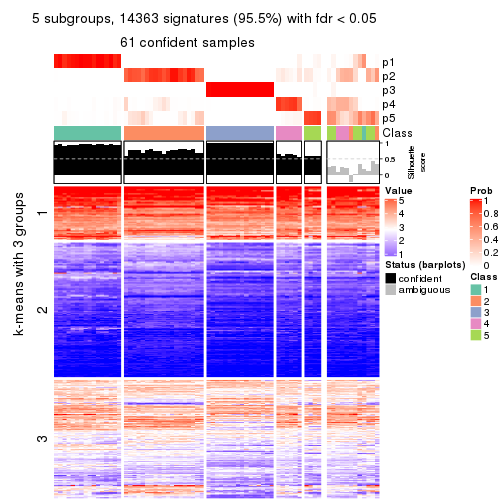 5 subgroups, 14363 signatures (95.5%) with fdr < 0.05
61 confident samples
p1
p2
p3
p4
p5
Class
1
0.5
0
Silhouette
score
k-means with 3 groups
1
2
3
Value
5
4
3
2
1
Status (barplots)
confident
ambiguous
Prob
1
0.8
0.6
0.4
0.2
0
Class
1
2
3
4
5